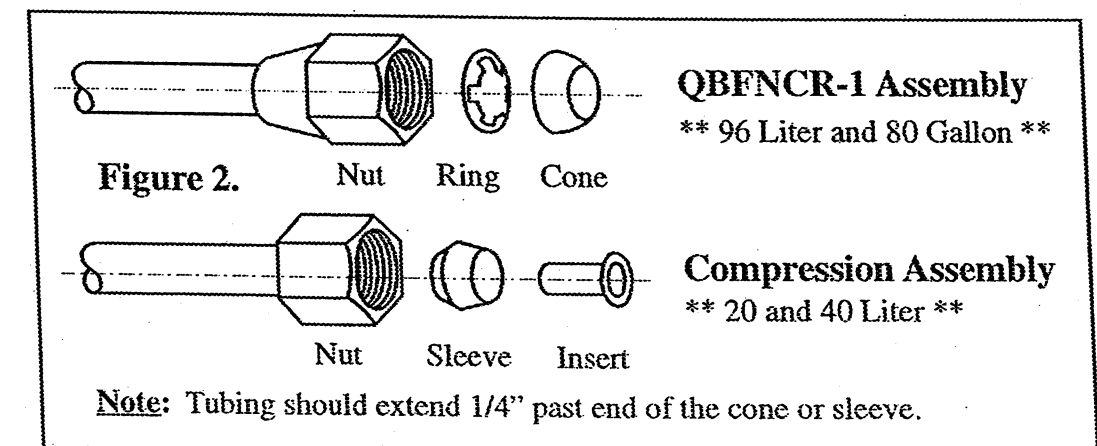 QBFNCR-1 Assembly
** 96 Liter and 80 Gallon **
Figure 2.
Nut Ring Cone
Compression Assembly
** 20 and 40 Liter **
Nut Sleeve Insert
Note: Tubing should extend 1/4” past end of the cone or sleeve.